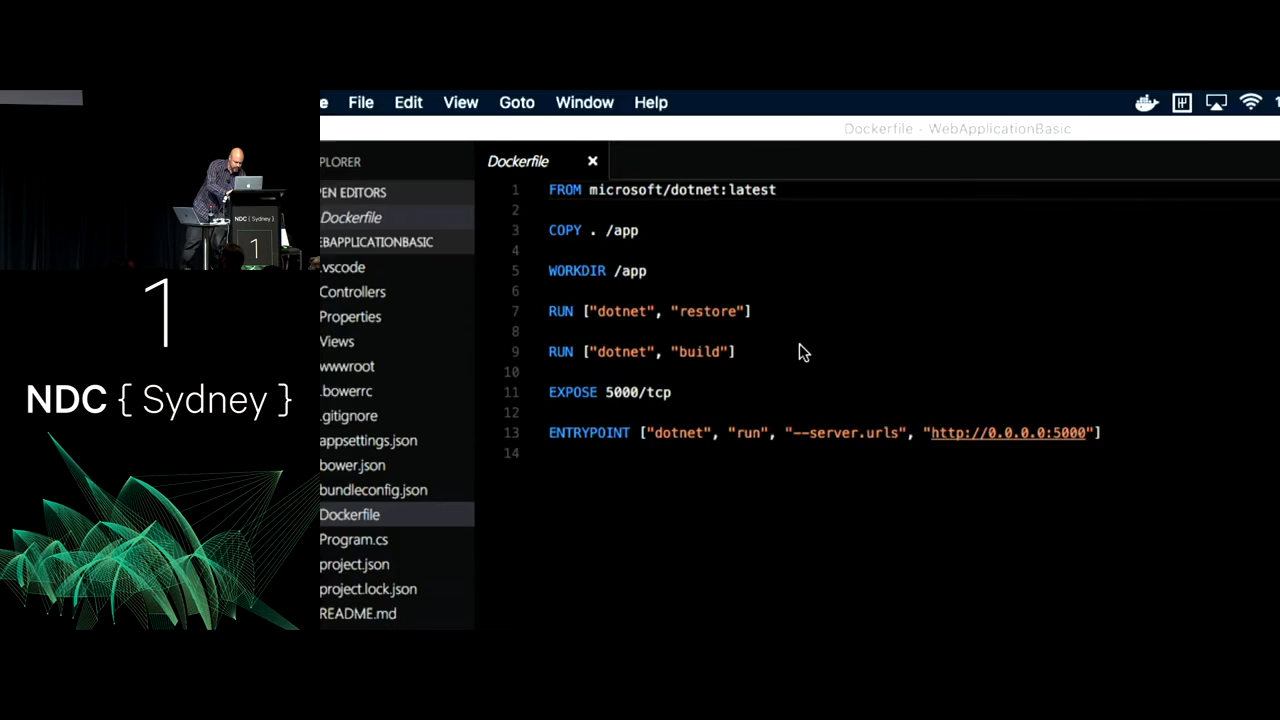 NDC { Sydney }
1
1
NDC { Sydney }
e File Edit View Goto Window Help 1
Dockerfile - WebApplicationBasic
PLORER
PEN EDITORS
Dockerfile
EBAPPLICATIONBASIC
.vscode
Controllers
Properties
Views
wwwroot
.bowerrc
.gitignore
appsettings.json
bower.json
bundleconfig.json
Dockerfile
Program.cs
project.json
project.lock.json
README.md
Dockerfile ×
1 FROM microsoft/dotnet:latest
2
3 COPY . /app
4
5 WORKDIR /app
6
7 RUN ["dotnet", "restore"]
8
9 RUN ["dotnet", "build"]
10
11 EXPOSE 5000/tcp
12
13 ENTRYPOINT ["dotnet", "run", "--server.urls", "http://0.0.0.0:5000"]
14